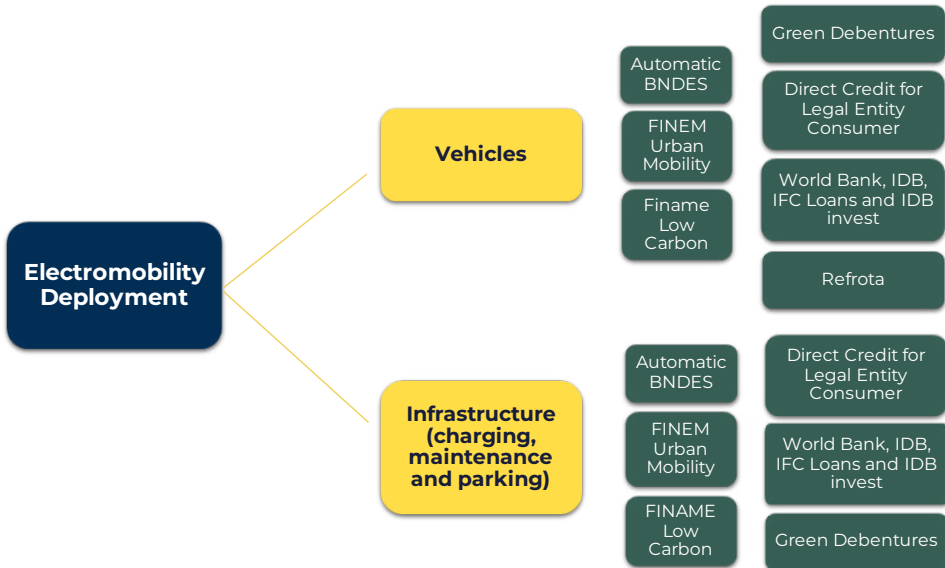 Electromobility
Deployment
Vehicles
Automatic
BNDES
FINEM
Urban
Mobility
Finame
Low
Carbon
Green Debentures
Direct Credit for
Legal Entity
Consumer
World Bank, IDB,
IFC Loans and IDB
invest
Refrota
Infrastructure
(charging,
maintenance
and parking)
Automatic
BNDES
FINEM
Urban
Mobility
FINAME
Low
Carbon
Direct Credit for
Legal Entity
Consumer
World Bank, IDB,
IFC Loans and IDB
invest
Green Debentures